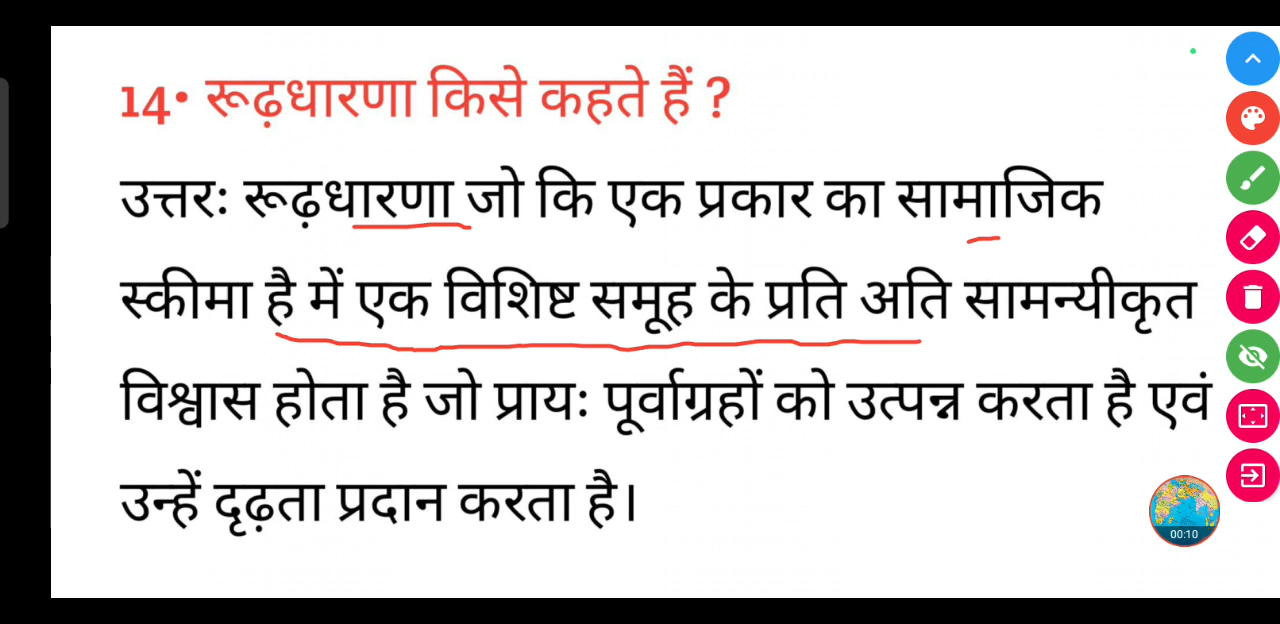 14• रूढ़धारणा किसे कहते हैं ?
उत्तरः रूढ़धारणा जो कि एक प्रकार का सामाजिक
स्कीमा है में एक विशिष्ट समूह के प्रति अति सामन्यीकृत
विश्वास होता है जो प्रायः पूर्वाग्रहों को उत्पन्न करता है एवं
उन्हें दृढ़ता प्रदान करता है।
00:10